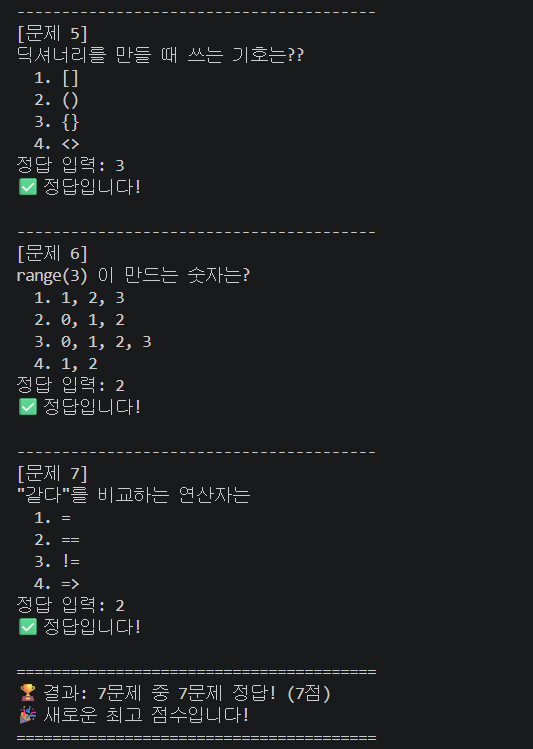 ----------------------------------------
[문제 5]
딕셔너리를 만들 때 쓰는 기호는??
1. []
2. ()
3. {}
4. <>
정답 입력: 3
✅ 정답입니다!
----------------------------------------
[문제 6]
range(3) 이 만드는 숫자는?
1. 1, 2, 3
2. 0, 1, 2
3. 0, 1, 2, 3
4. 1, 2
정답 입력: 2
✅ 정답입니다!
----------------------------------------
[문제 7]
"같다"를 비교하는 연산자는
1. =
2. ==
3. !=
4. =>
정답 입력: 2
✅ 정답입니다!
========================================
🏆 결과: 7문제 중 7문제 정답! (7점)
🎉 새로운 최고 점수입니다!
========================================